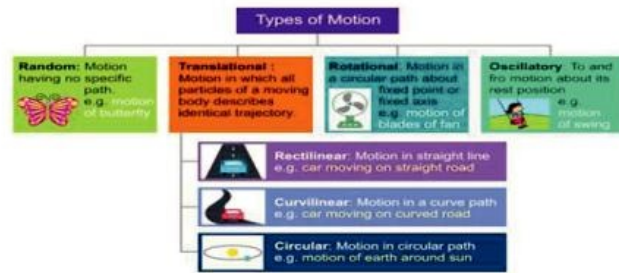 Types of Motion
Random: Motion
having no specific
path.
e.g. motion
of butterfly
Translational :
Motion in which all
particles of a moving
body describes
identical trajectory.
Rotational: Motion in
a circular path about
fixed point or
fixed axis
e.g. motion of
blades of fan
Oscillatory: To and
fro motion about its
rest position
e.g.
motion
of swing
Rectilinear: Motion in straight line
e.g. car moving on straight road
Curvilinear: Motion in a curve path
e.g. car moving on curved road
Circular: Motion in circular path
e.g. motion of earth around sun